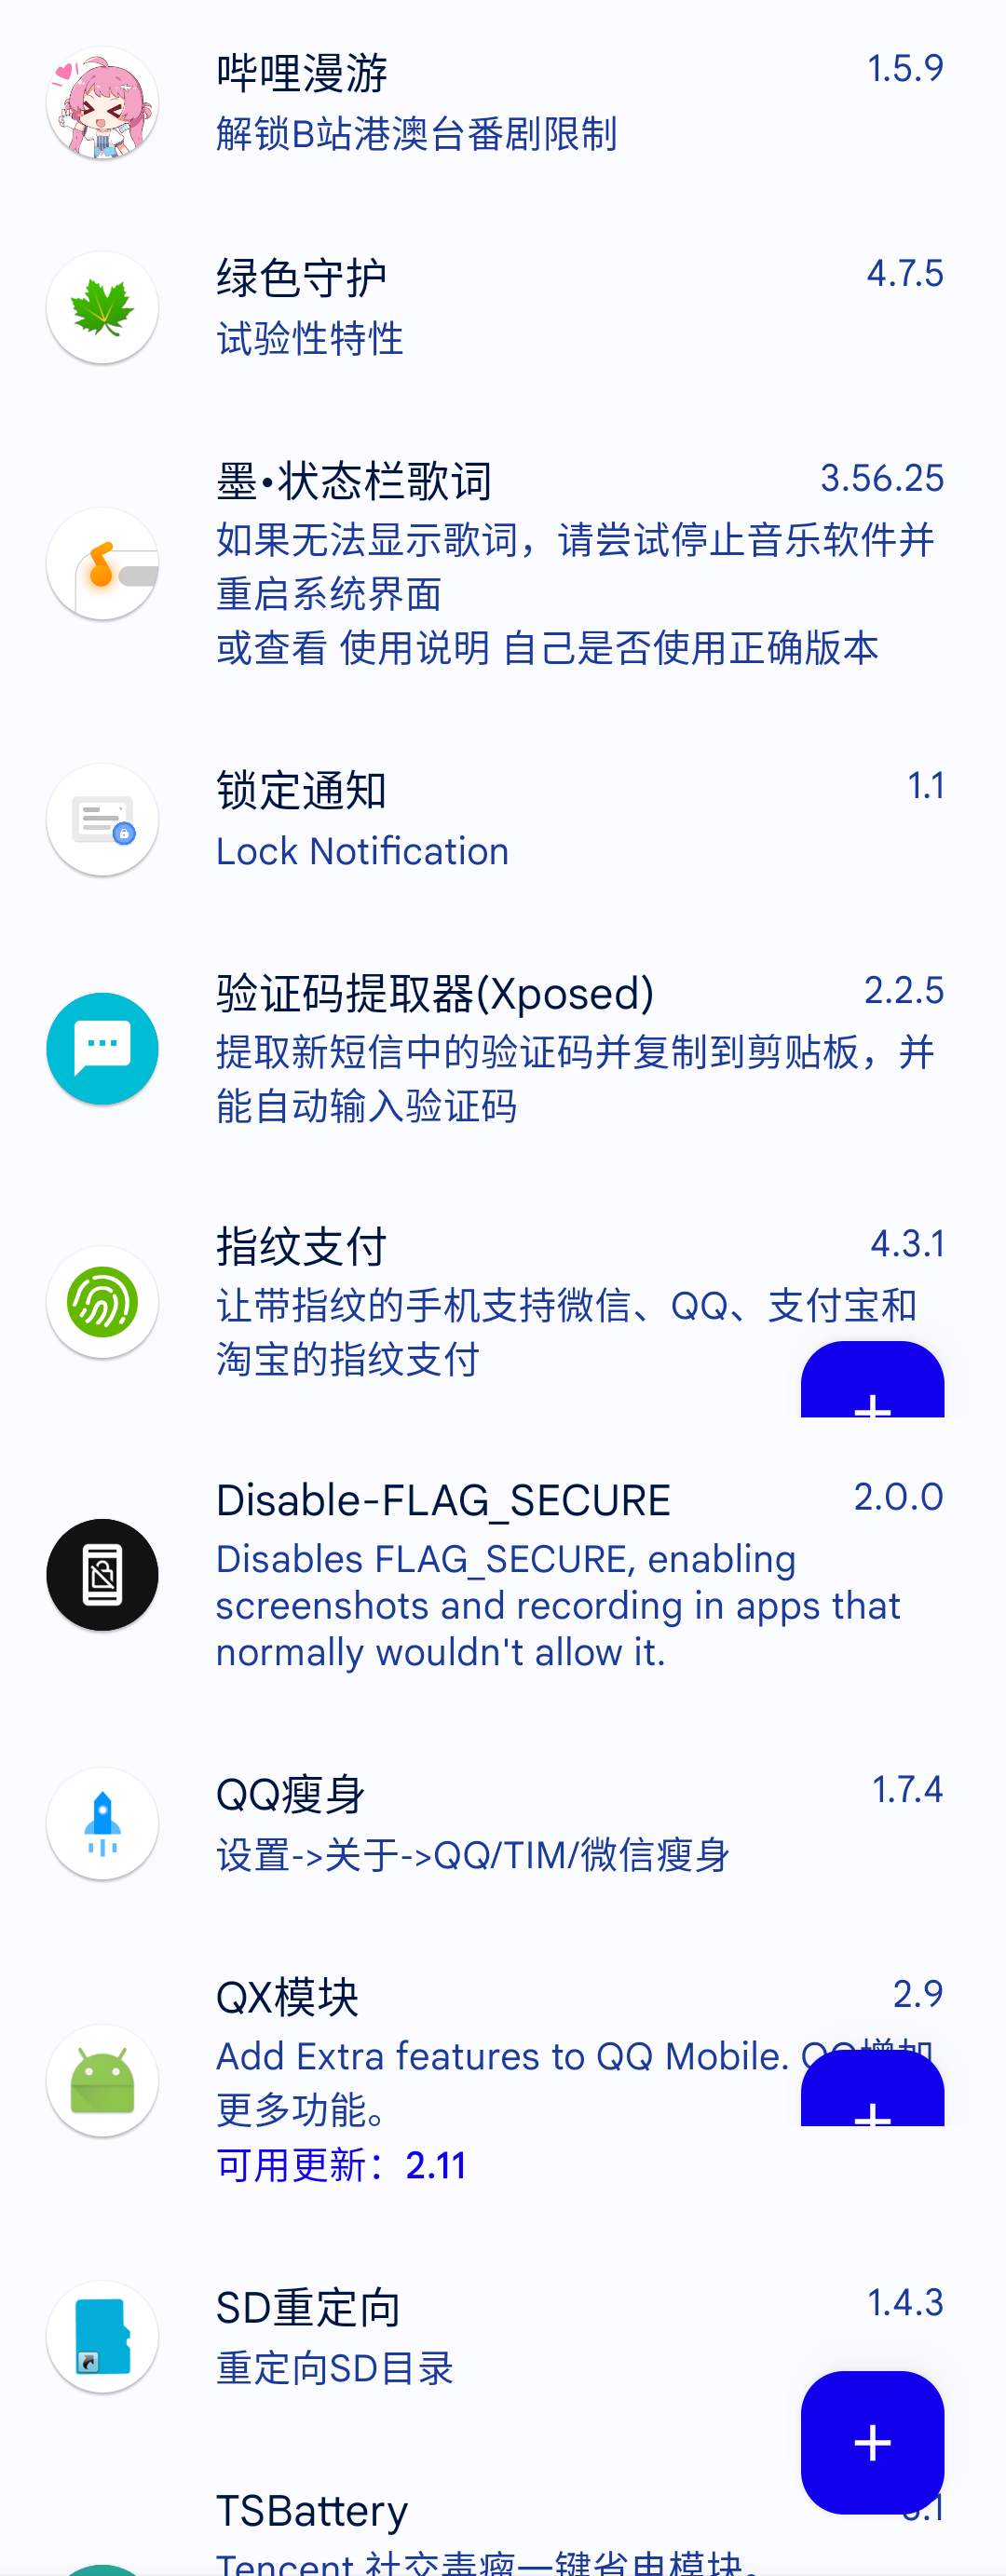 哔哩漫游
1.5.9
解锁B站港澳台番剧限制
绿色守护
4.7.5
试验性特性
墨•状态栏歌词
3.56.25
如果无法显示歌词，请尝试停止音乐软件并
重启系统界面
或查看 使用说明 自己是否使用正确版本
锁定通知
1.1
Lock Notification
验证码提取器(Xposed)
2.2.5
提取新短信中的验证码并复制到剪贴板，并
能自动输入验证码
指纹支付
4.3.1
让带指纹的手机支持微信、QQ、支付宝和
淘宝的指纹支付
Disable-FLAG_SECURE
2.0.0
Disables FLAG_SECURE, enabling
screenshots and recording in apps that
normally wouldn't allow it.
QQ瘦身
1.7.4
设置->关于->QQ/TIM/微信瘦身
QX模块
2.9
Add Extra features to QQ Mobile. QQ增加
更多功能。
可用更新：2.11
SD重定向
1.4.3
重定向SD目录
TSBattery
Tencent 社交毒瘤一键省电模块。